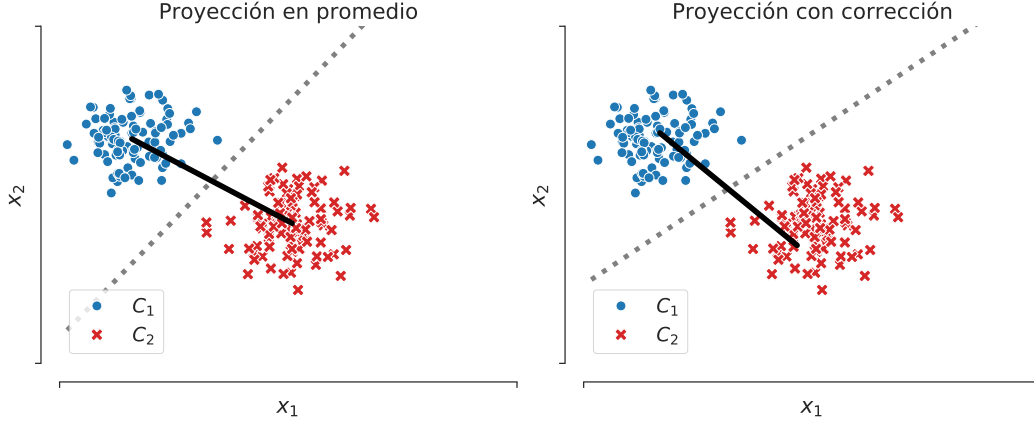 Proyección en promedio
x₂
C₁
C₂
x₁
Proyección con corrección
x₂
C₁
C₂
x₁